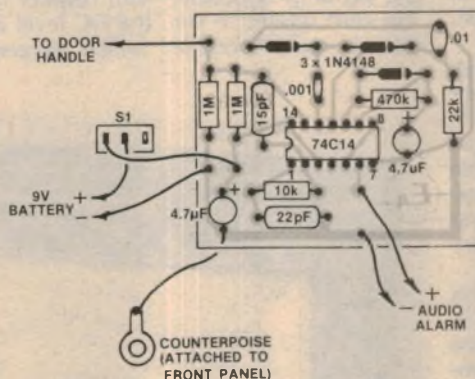 TO DOOR
HANDLE
.01
3 x 1N4148
.001
1M
1M
15pF
470k
22k
S1
14
8
74C14
4.7µF
1
7
9V
BATTERY
+
−
+
4.7µF
10k
22pF
+
−
AUDIO
ALARM
COUNTERPOISE
(ATTACHED TO
FRONT PANEL)